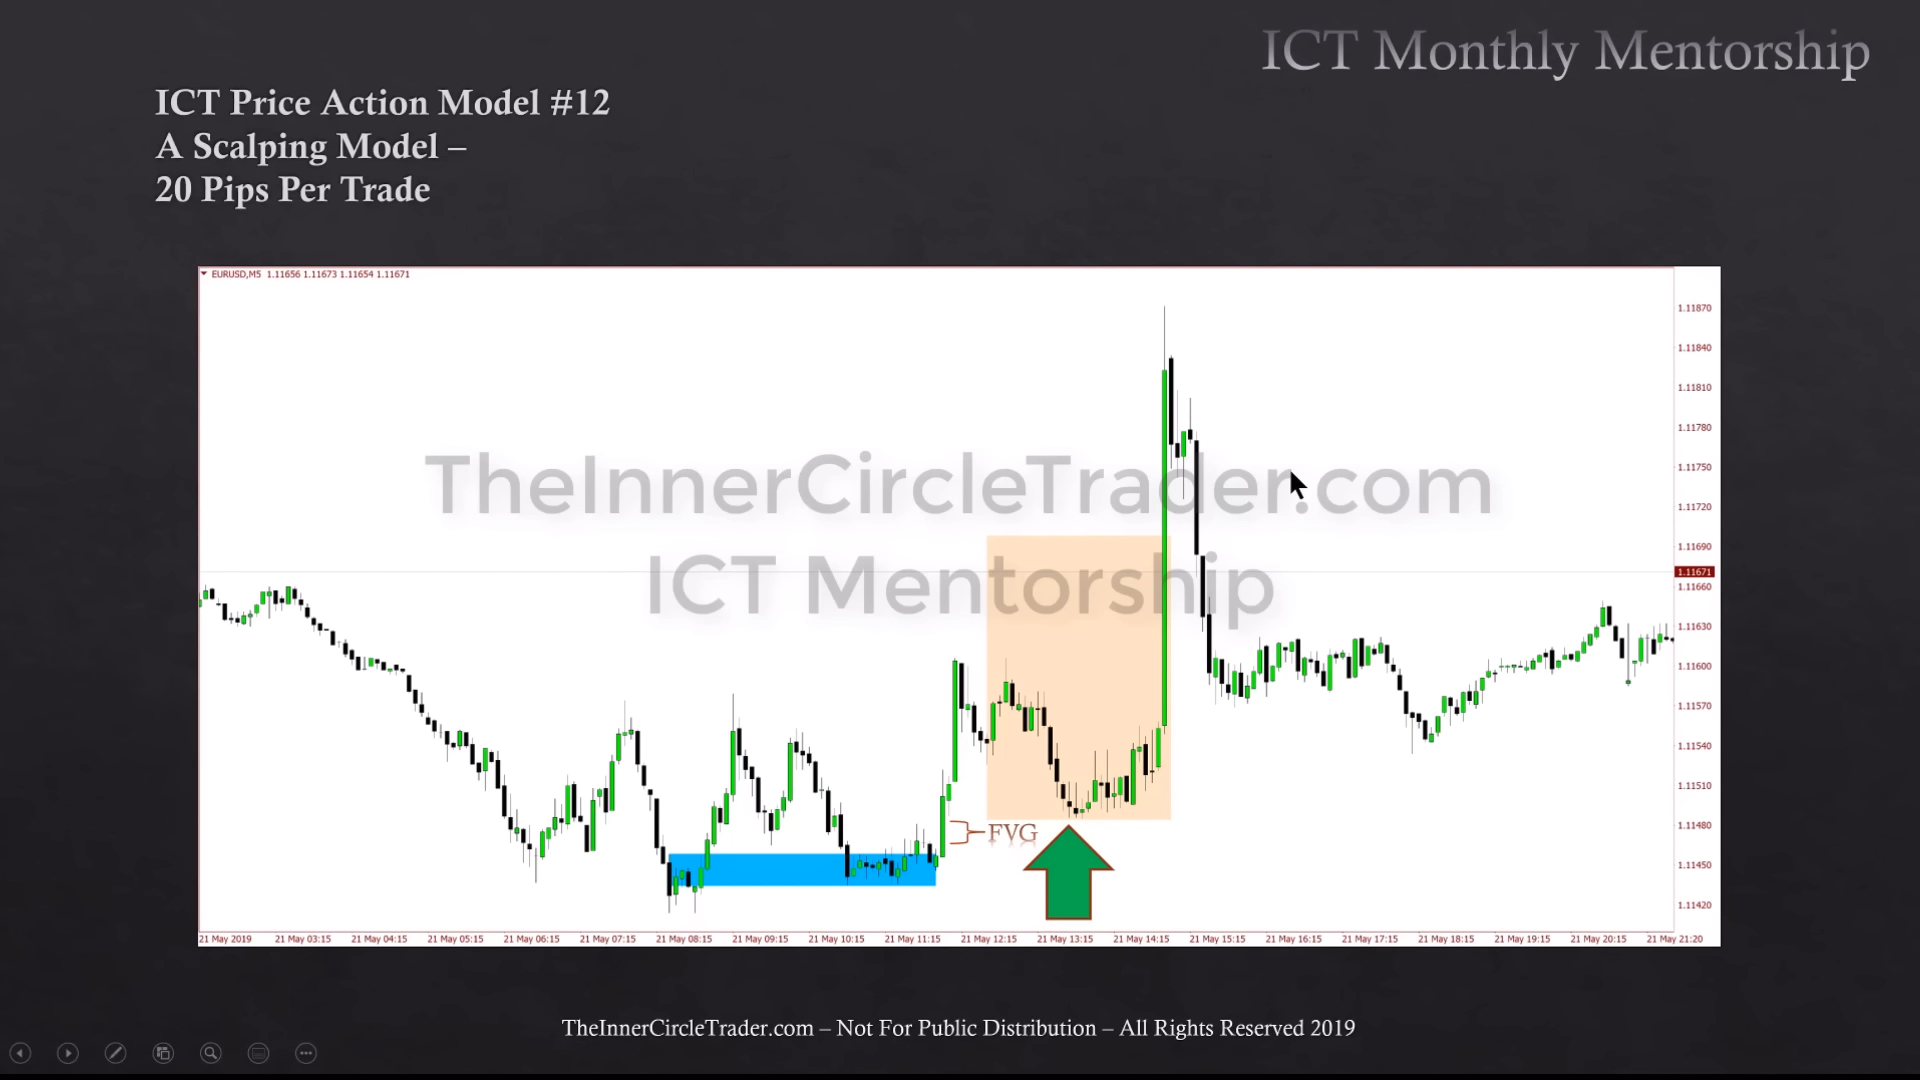 ICT Monthly Mentorship
ICT Price Action Model #12
A Scalping Model –
20 Pips Per Trade
EURUSD,M5 1.11656 1.11673 1.11654 1.11671
1.11870
1.11840
1.11810
1.11780
TheInnerCircleTrader.com
1.11750
1.11720
1.11690
ICT Mentorship
1.11671
1.11660
1.11630
1.11600
1.11570
1.11540
1.11510
1.11480
FVG
1.11450
1.11420
21 May 2019 21 May 03:15 21 May 04:15 21 May 05:15 21 May 06:15 21 May 07:15 21 May 08:15 21 May 09:15 21 May 10:15 21 May 11:15 21 May 12:15 21 May 13:15 21 May 14:15 21 May 15:15 21 May 16:15 21 May 17:15 21 May 18:15 21 May 19:15 21 May 20:15 21 May 21:20
TheInnerCircleTrader.com – Not For Public Distribution – All Rights Reserved 2019